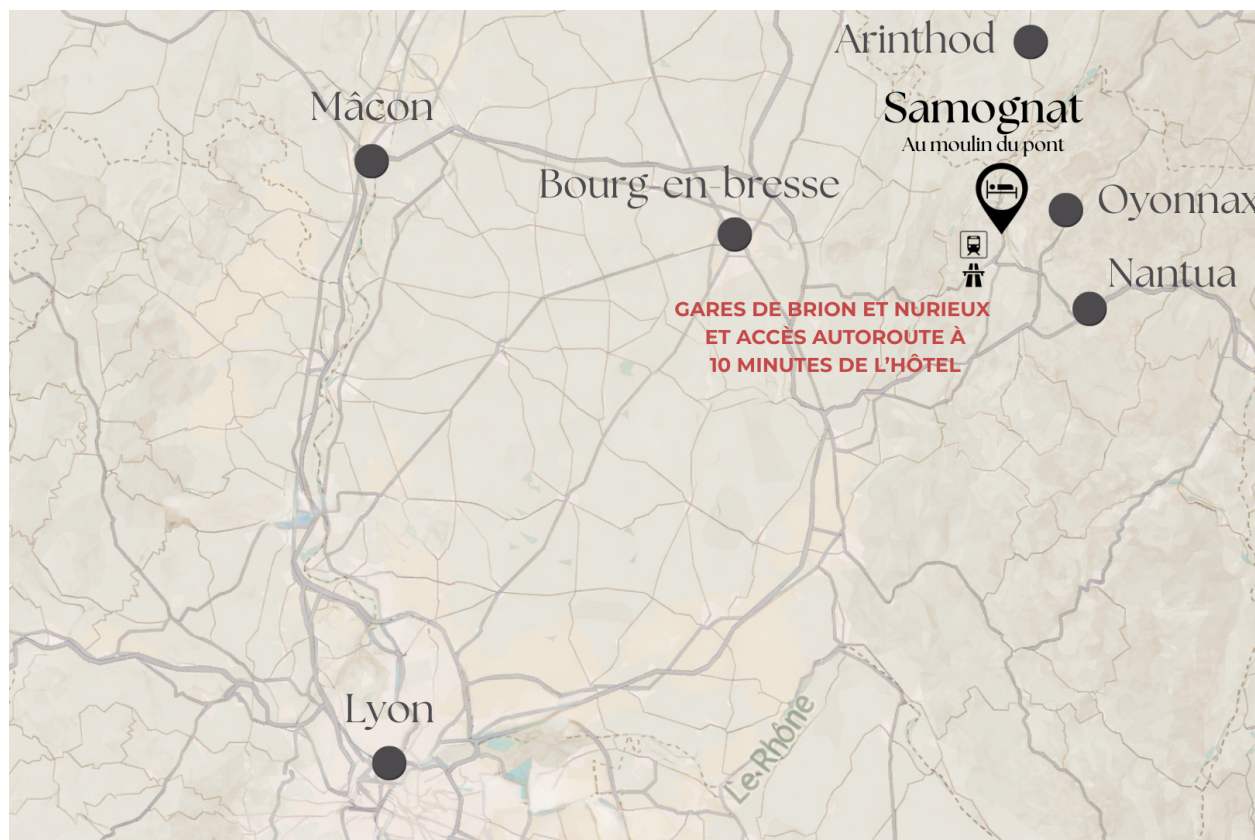 Arinthod
Mâcon
Samognat
Au moulin du pont
Bourg-en-bresse
Oyonnax
Nantua
GARES DE BRION ET NURIEUX
ET ACCÈS AUTOROUTE À
10 MINUTES DE L'HÔTEL
Lyon
Le Rhône